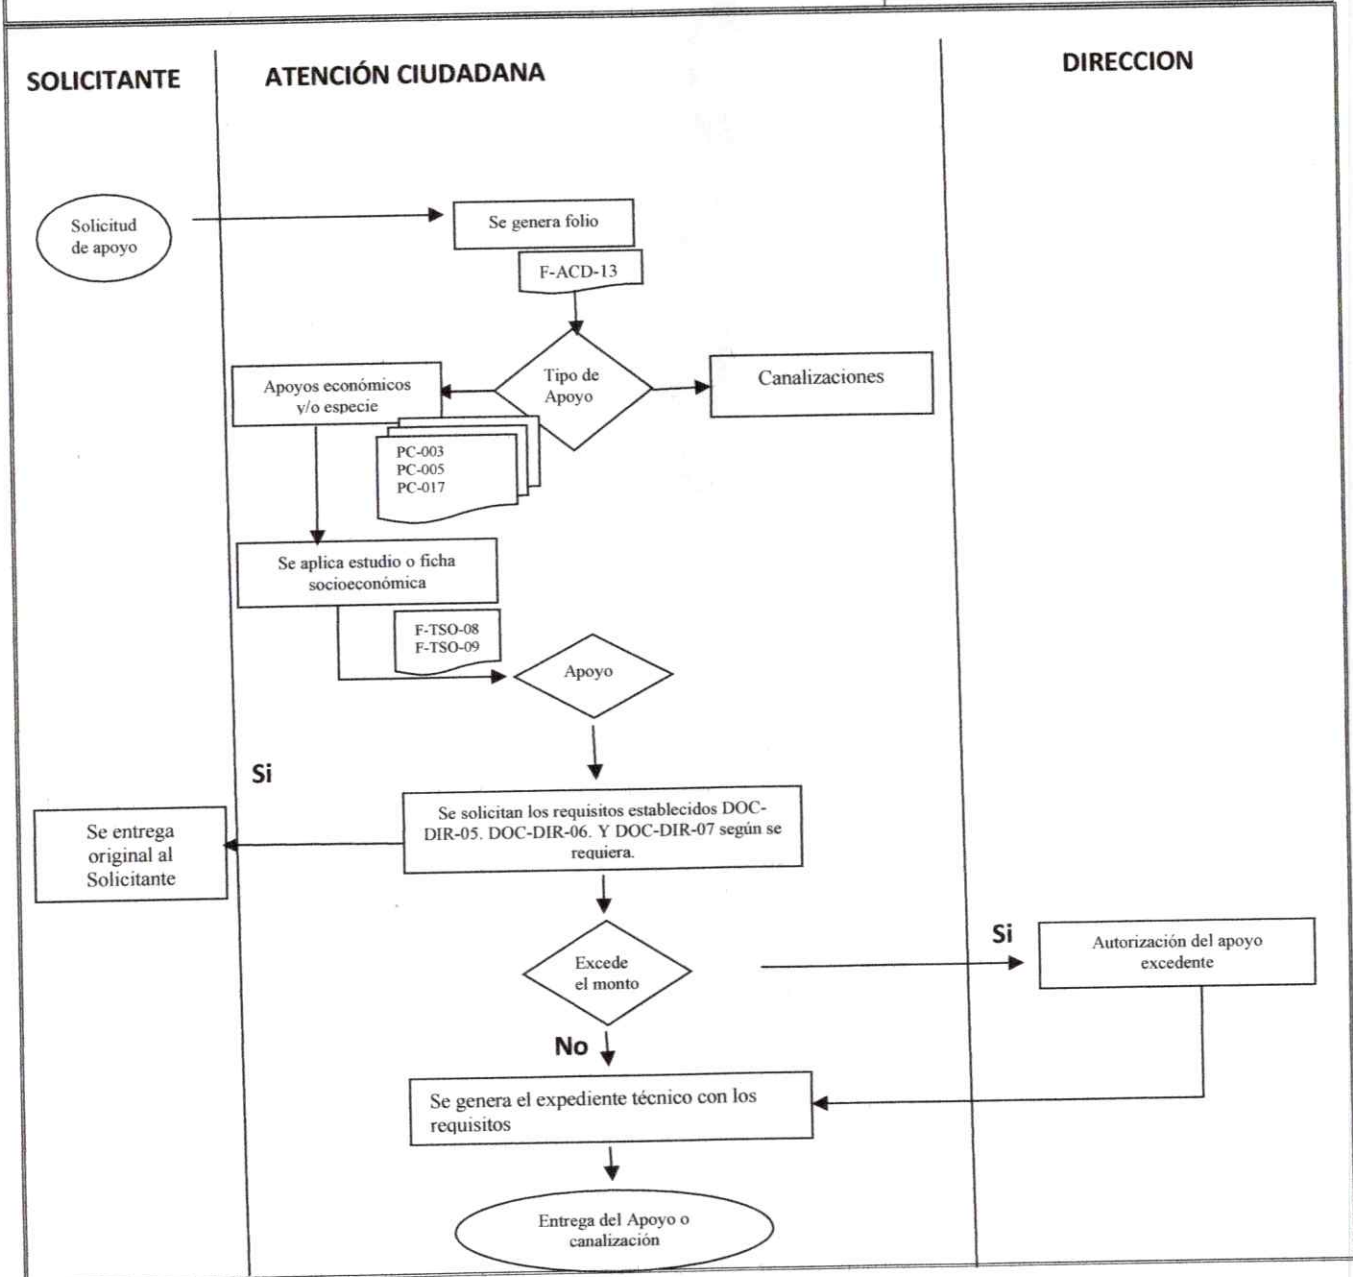 SOLICITANTE
ATENCIÓN CIUDADANA
DIRECCION
Solicitud
de apoyo
Se genera folio
F-ACD-13
Tipo de
Apoyo
Apoyos económicos
y/o especie
Canalizaciones
PC-003
PC-005
PC-017
Se aplica estudio o ficha
socioeconómica
F-TSO-08
F-TSO-09
Apoyo
Si
Se solicitan los requisitos establecidos DOC-
DIR-05. DOC-DIR-06. Y DOC-DIR-07 según se
requiera.
Se entrega
original al
Solicitante
Excede
el monto
Si
Autorización del apoyo
excedente
No
Se genera el expediente técnico con los
requisitos
Entrega del Apoyo o
canalización